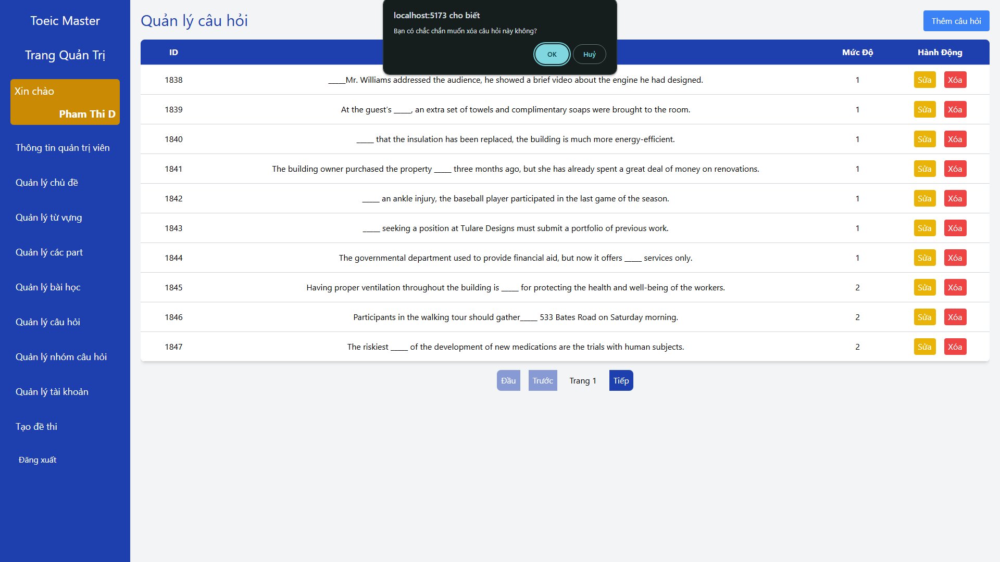 Toeic Master
Trang Quản Trị
Xin chào
Pham Thi D
Thông tin quản trị viên
Quản lý chủ đề
Quản lý từ vựng
Quản lý các part
Quản lý bài học
Quản lý câu hỏi
Quản lý nhóm câu hỏi
Quản lý tài khoản
Tạo đề thi
Đăng xuất
Quản lý câu hỏi
Thêm câu hỏi
localhost:5173 cho biết
Bạn có chắc chắn muốn xóa câu hỏi này không?
OK Huỷ
ID Mức Độ Hành Động
1838 _____Mr. Williams addressed the audience, he showed a brief video about the engine he had designed. 1 Sửa Xóa
1839 At the guest's _____, an extra set of towels and complimentary soaps were brought to the room. 1 Sửa Xóa
1840 _____ that the insulation has been replaced, the building is much more energy-efficient. 1 Sửa Xóa
1841 The building owner purchased the property _____ three months ago, but she has already spent a great deal of money on renovations. 1 Sửa Xóa
1842 _____ an ankle injury, the baseball player participated in the last game of the season. 1 Sửa Xóa
1843 _____ seeking a position at Tulare Designs must submit a portfolio of previous work. 1 Sửa Xóa
1844 The governmental department used to provide financial aid, but now it offers _____ services only. 1 Sửa Xóa
1845 Having proper ventilation throughout the building is _____ for protecting the health and well-being of the workers. 2 Sửa Xóa
1846 Participants in the walking tour should gather_____ 533 Bates Road on Saturday morning. 2 Sửa Xóa
1847 The riskiest _____ of the development of new medications are the trials with human subjects. 2 Sửa Xóa
Đầu Trước Trang 1 Tiếp